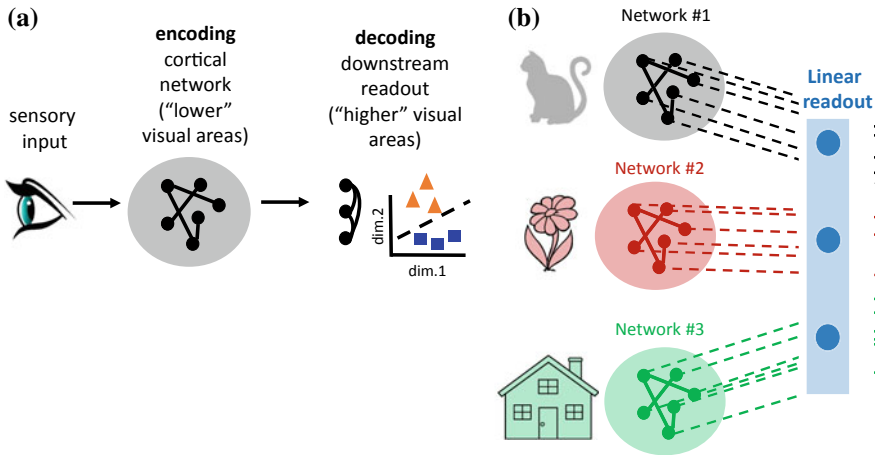 (a)
sensory
input
encoding
cortical
network
(“lower”
visual areas)
decoding
downstream
readout
(“higher” visual
areas)
dim.2
dim.1
(b)
Network #1
Network #2
Network #3
Linear
readout